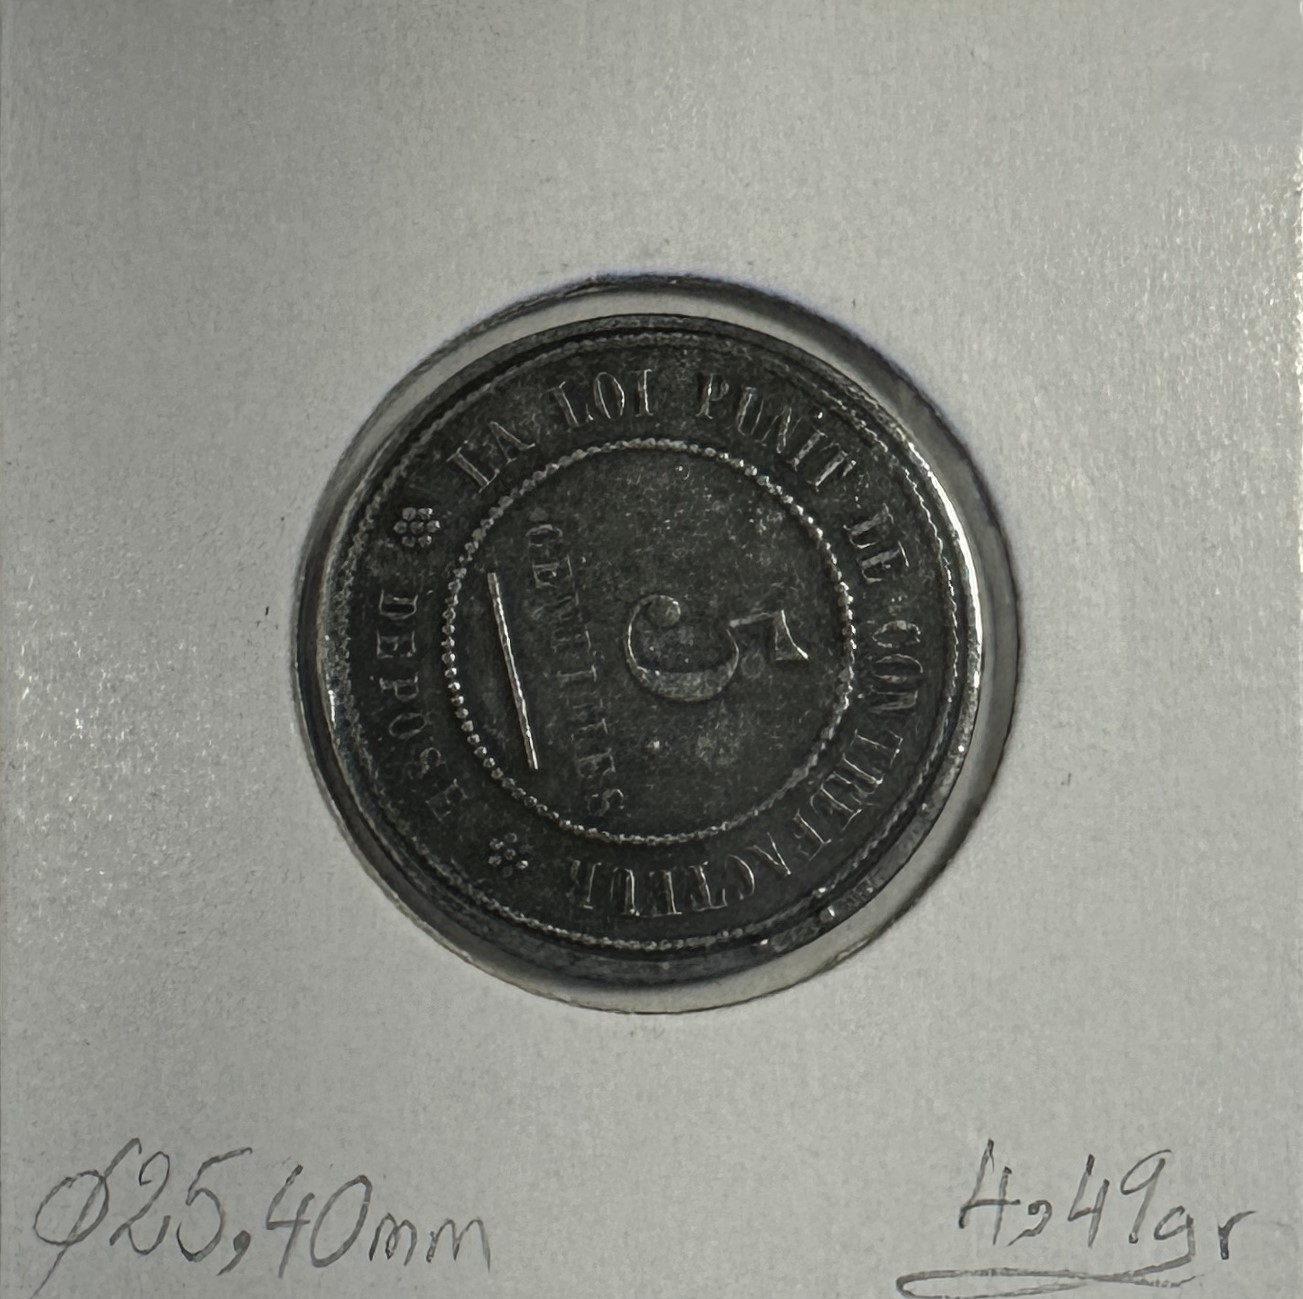 LA LOI PUNIT LE CONTREFACTEUR
DEPOSE
5
CENTIMES
Ø25,40mm
4,49gr